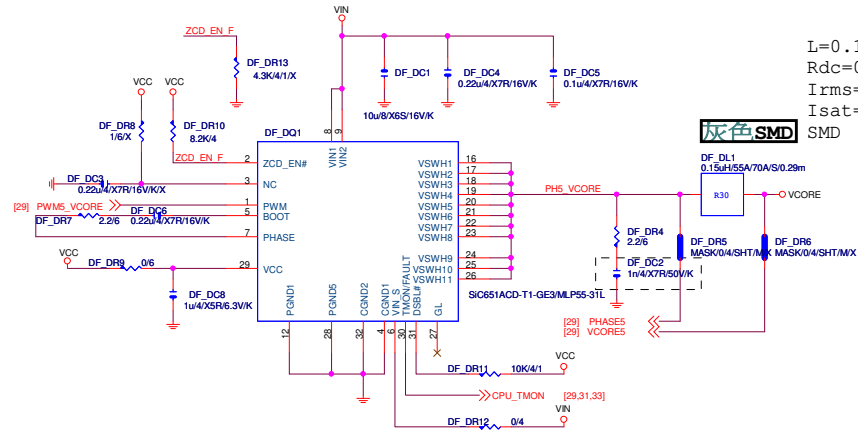 ZCD_EN_F
VIN
DF_DR13
4.3K/4/1/X
VCC
VCC
DF_DC1
10u/8/X6S/16V/K
DF_DC4
0.22u/4/X7R/16V/K
DF_DC5
0.1u/4/X7R/16V/K
L=0.1
Rdc=0
Irms=
Isat=
SMD
灰色SMD
DF_DR8
1/6/X
DF_DR10
8.2K/4
ZCD_EN_F
DF_DQ1
8
9
VIN1
VIN2
2
ZCD_EN#
3
NC
1
PWM
5
BOOT
7
PHASE
29
VCC
DF_DC3
0.22u/4/X7R/16V/K/X
[29] PWM5_VCORE
DF_DC6
DF_DR7
2.2/6
0.22u/4/X7R/16V/K
VCC
DF_DR9
0/6
DF_DC8
1u/4/X5R/6.3V/K
VSWH1
16
VSWH2
17
VSWH3
18
VSWH4
19
VSWH5
20
VSWH6
21
VSWH7
22
VSWH8
23
VSWH9
24
VSWH10
25
VSWH11
26
PH5_VCORE
DF_DL1
0.15uH/55A/70A/S/0.29m
R30
VCORE
DF_DR4
2.2/6
DF_DC2
1n/4/X7R/50V/K
DF_DR5
MASK/0/4/SHT/M/X
DF_DR6
MASK/0/4/SHT/M/X
SiC651ACD-T1-GE3/MLP55-31L
PGND1
PGND5
CGND2
CGND1
VIN_S
TMON/FAULT
DSBL#
GL
12
28
32
4
6
30
31
27
[29] PHASE5
[29] VCORE5
DF_DR11
10K/4/1
VCC
CPU_TMON
[29,31,33]
DF_DR12
0/4
VIN